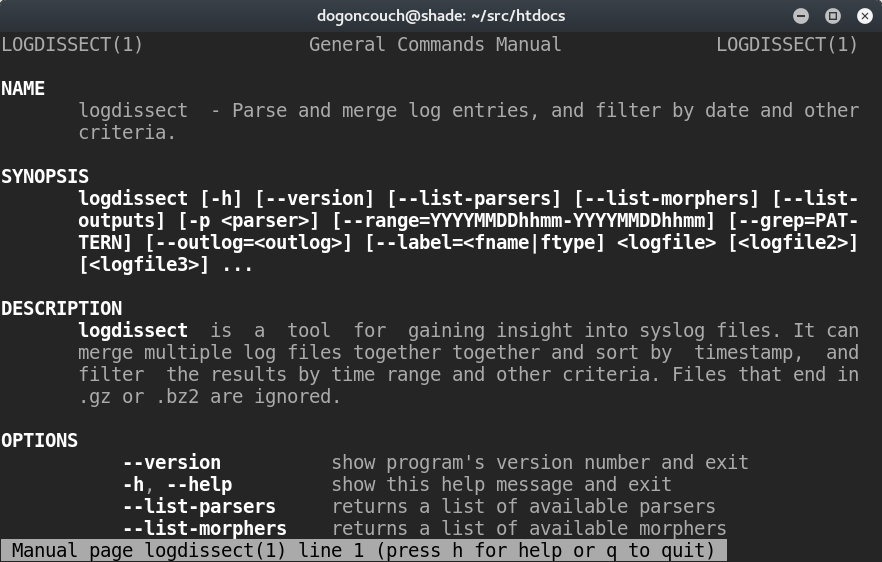 dogoncouch@shade: ~/src/htdocs
LOGDISSECT(1) General Commands Manual LOGDISSECT(1)
NAME
logdissect - Parse and merge log entries, and filter by date and other
criteria.
SYNOPSIS
logdissect [-h] [--version] [--list-parsers] [--list-morphers] [--list-
outputs] [-p <parser>] [--range=YYYYMMDDhhmm-YYYYMMDDhhmm] [--grep=PAT-
TERN] [--outlog=<outlog>] [--label=<fname|ftype] <logfile> [<logfile2>]
[<logfile3>] ...
DESCRIPTION
logdissect is a tool for gaining insight into syslog files. It can
merge multiple log files together together and sort by timestamp, and
filter the results by time range and other criteria. Files that end in
.gz or .bz2 are ignored.
OPTIONS
--version show program's version number and exit
-h, --help show this help message and exit
--list-parsers returns a list of available parsers
--list-morphers returns a list of available morphers
Manual page logdissect(1) line 1 (press h for help or q to quit)